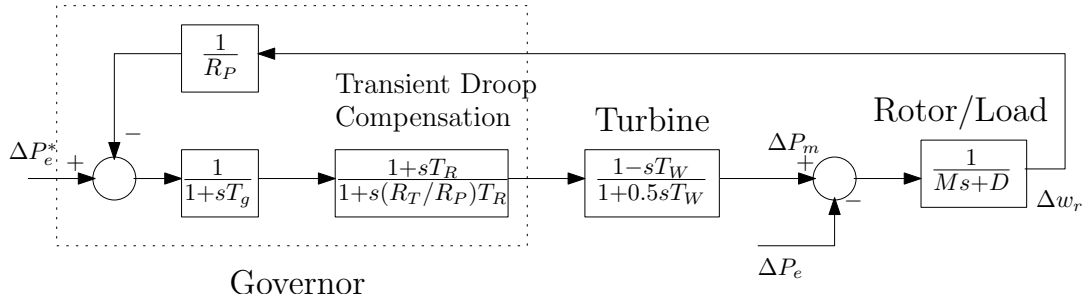 1
R_P
Transient Droop
Compensation
Turbine
Rotor/Load
ΔP_e^*
+
−
1
1+sT_g
1+sT_R
1+s(R_T/R_P)T_R
1−sT_W
1+0.5sT_W
ΔP_m
+
−
1
Ms+D
Δw_r
ΔP_e
Governor